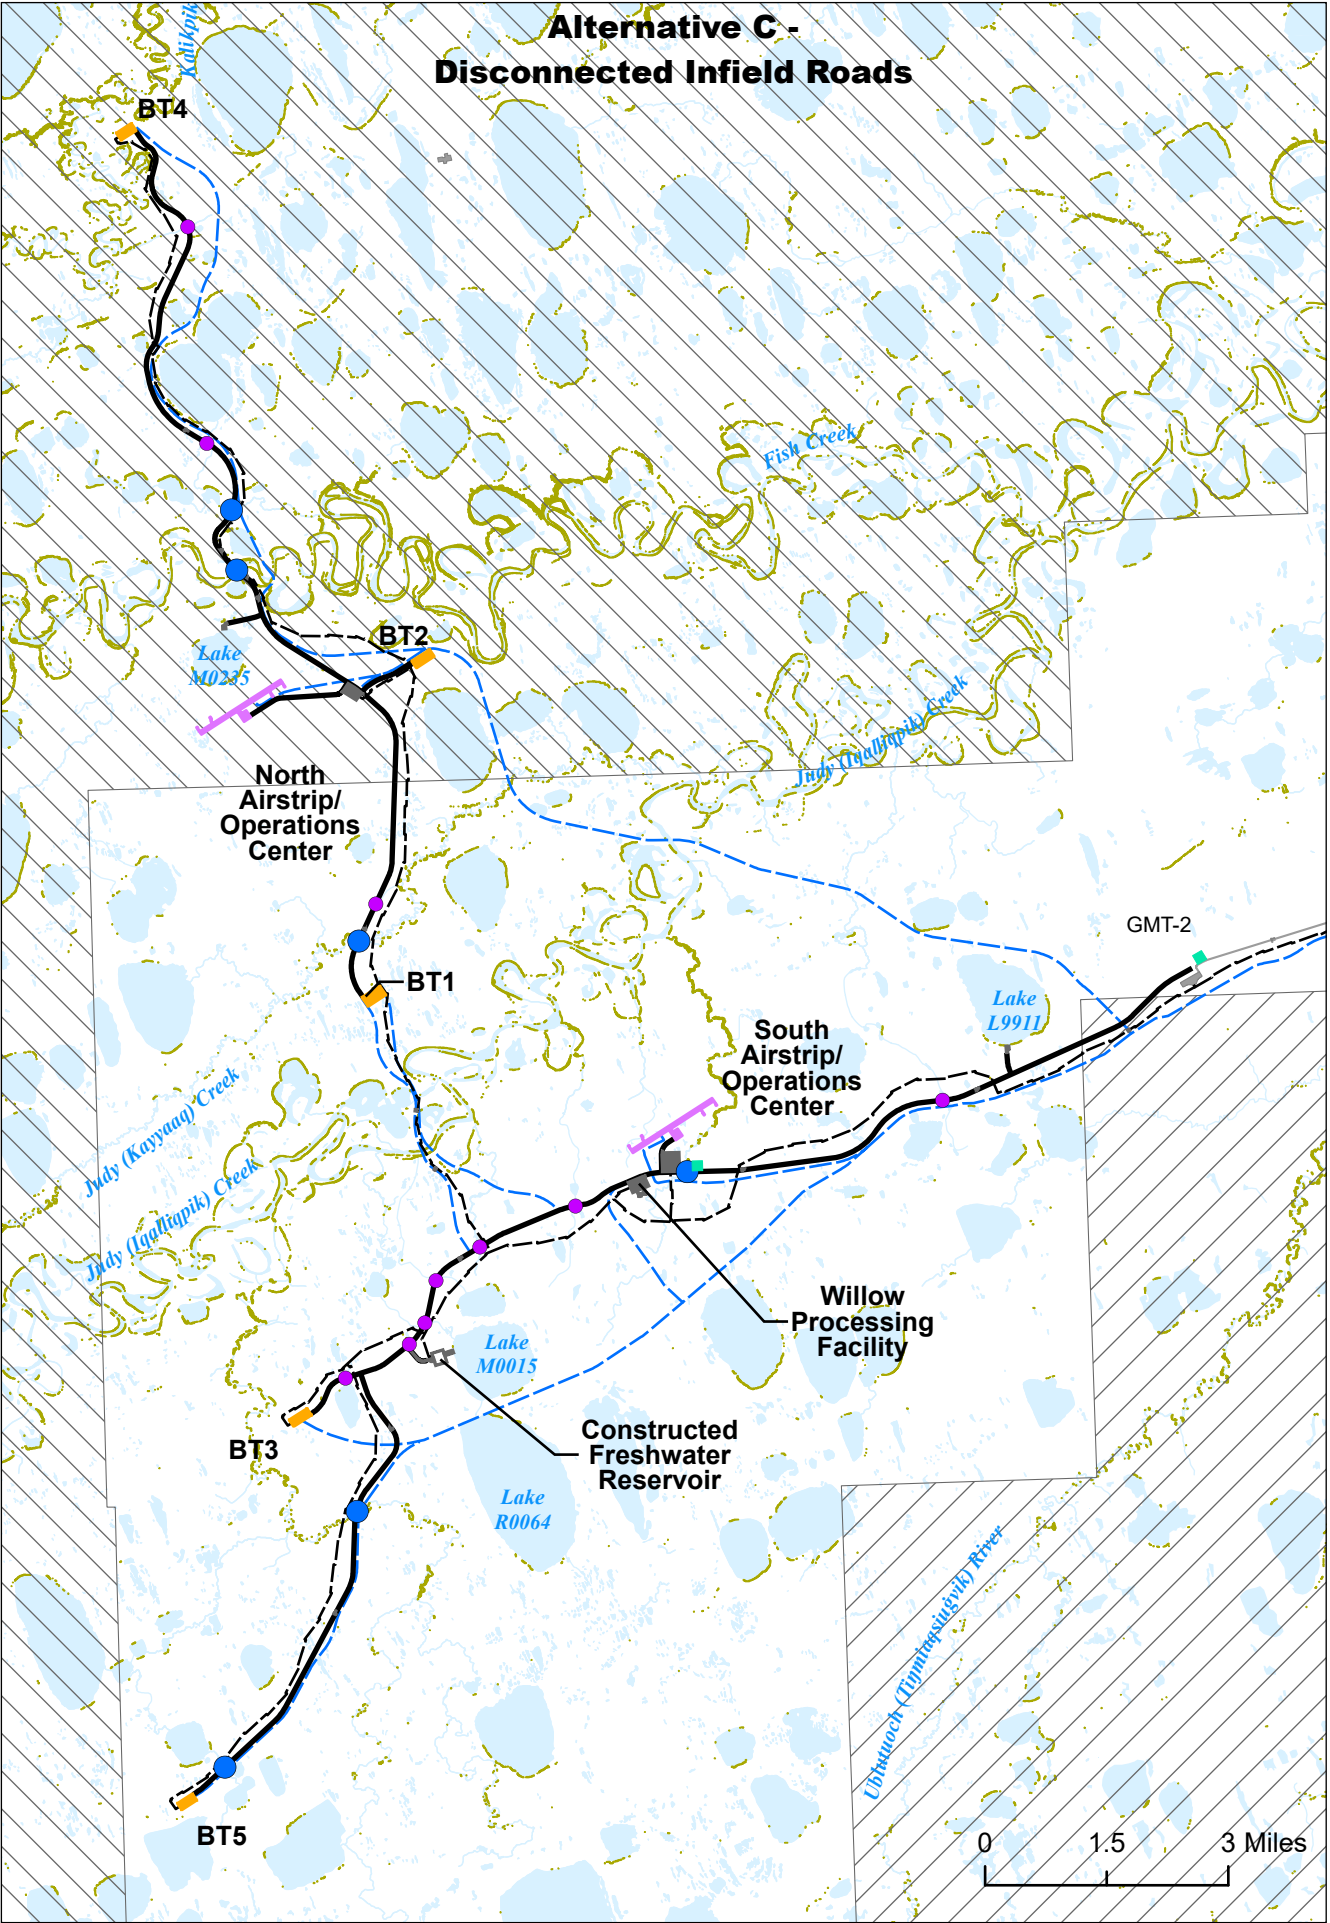 Alternative C -
Disconnected Infield Roads
Kalikpik
BT4
Fish Creek
BT2
Lake
M0235
Judy (Iqalliqpik) Creek
North
Airstrip/
Operations
Center
GMT-2
BT1
Lake
L9911
South
Airstrip/
Operations
Center
Judy (Kayyaaq) Creek
Judy (Iqalliqpik) Creek
Willow
Processing
Facility
Lake
M0015
Constructed
Freshwater
Reservoir
BT3
Lake
R0064
Ublutuoch (Tiŋmiaqsiuġvik) River
BT5
0 1.5 3 Miles